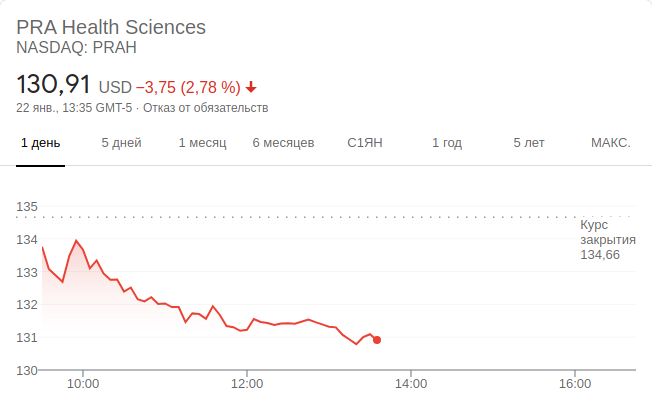 PRA Health Sciences
NASDAQ: PRAH
130,91 USD −3,75 (2,78 %)
22 янв., 13:35 GMT-5 · Отказ от обязательств
1 день 5 дней 1 месяц 6 месяцев С1ЯН 1 год 5 лет МАКС.
135
Курс
закрытия
134,66
134
133
132
131
130
10:00 12:00 14:00 16:00